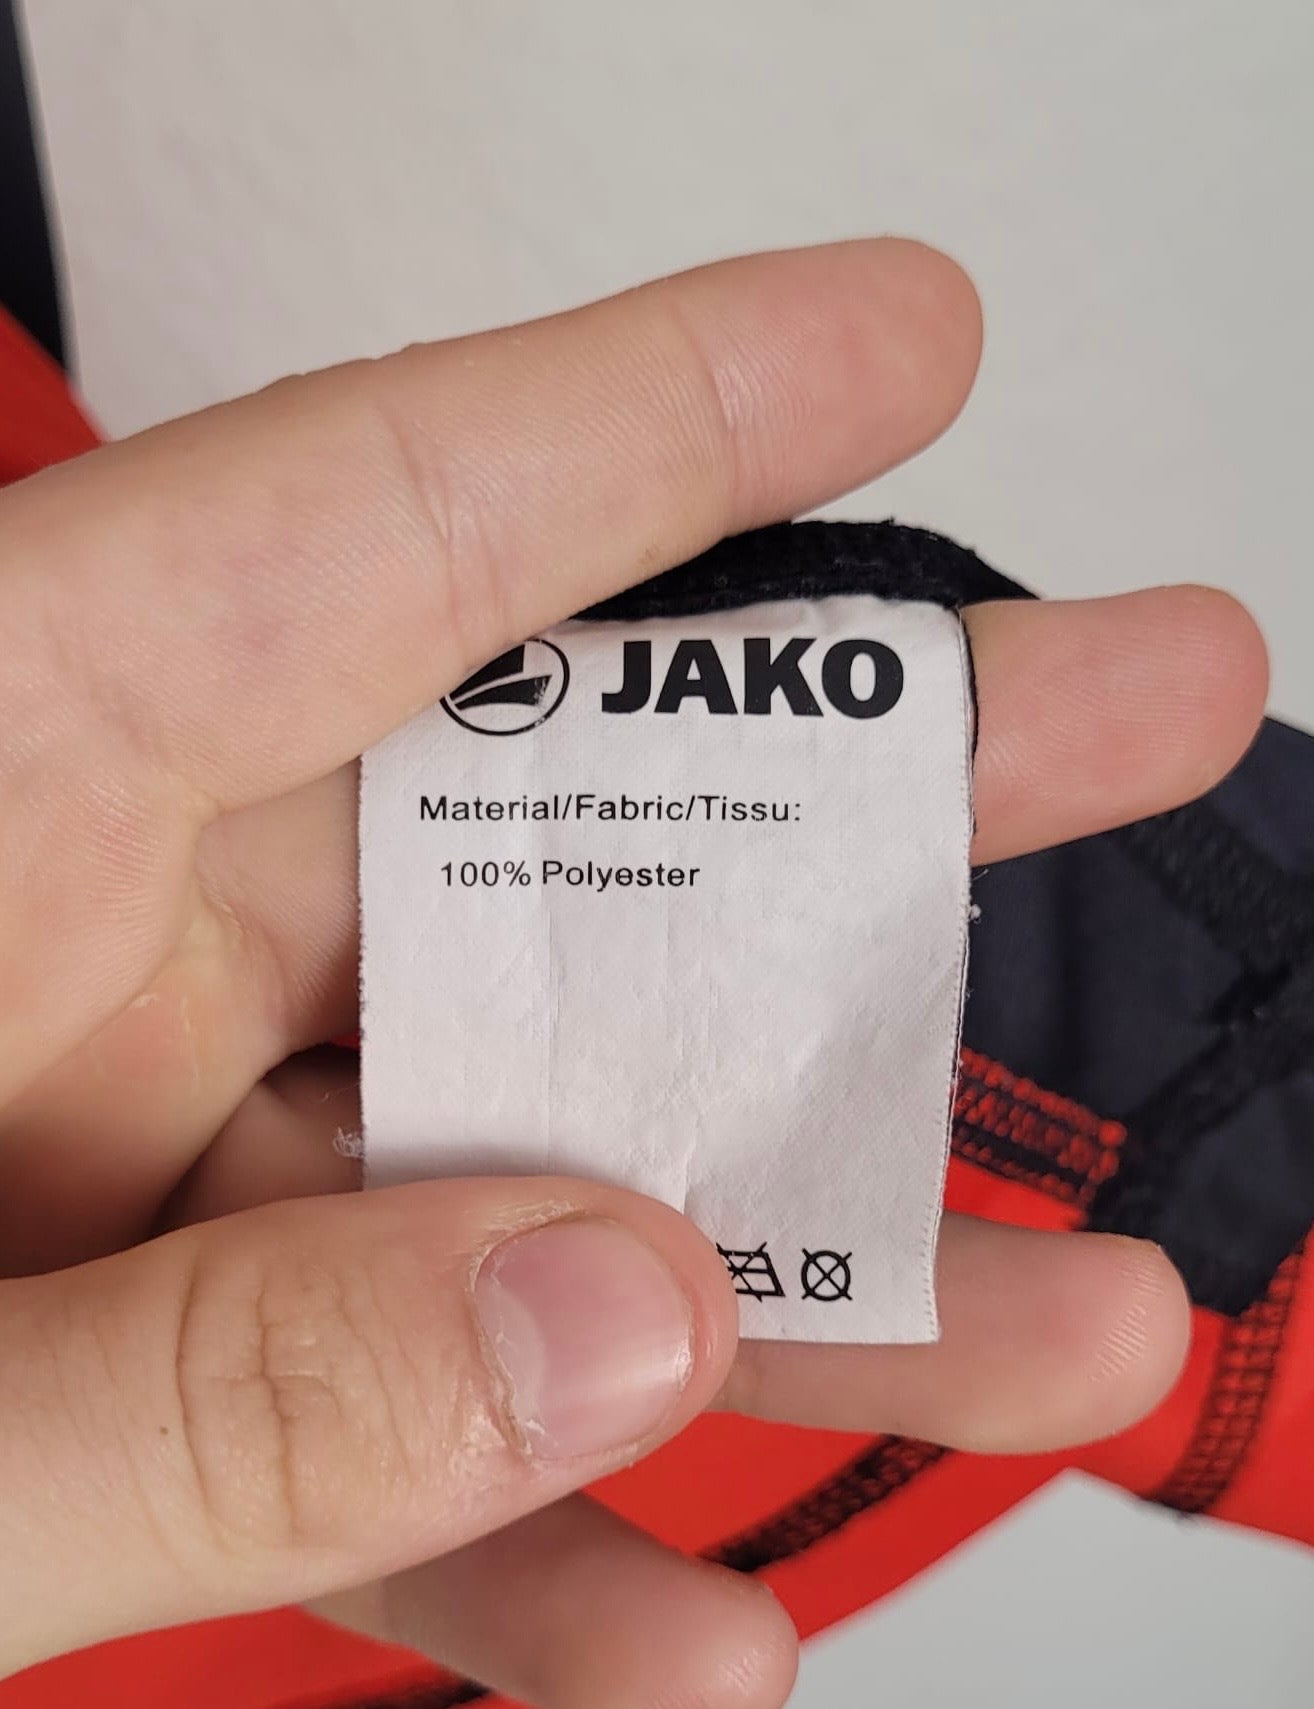 JAKO
Material/Fabric/Tissu:
100% Polyester